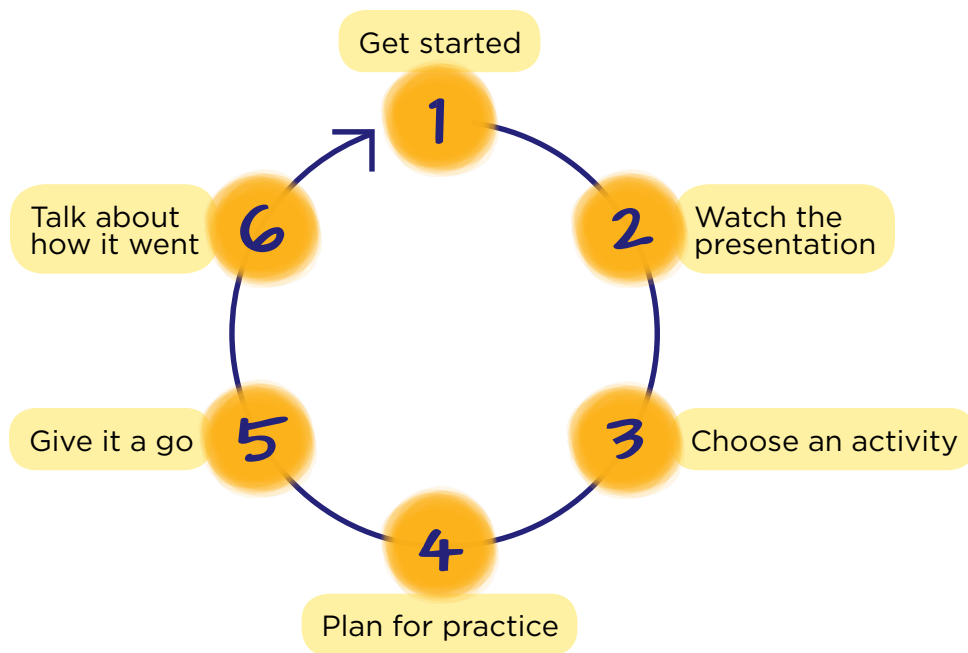 Get started
1
2
Watch the
presentation
3
Choose an activity
4
Plan for practice
5
Give it a go
6
Talk about
how it went